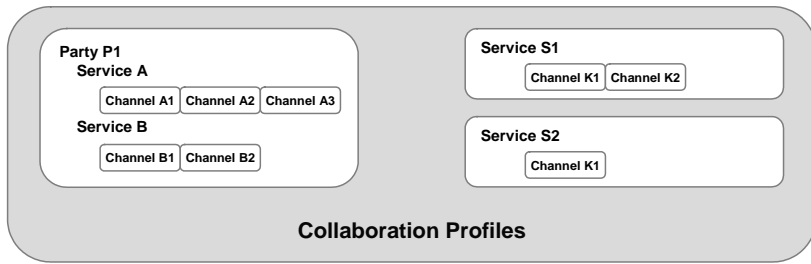 Party P1
Service A
Channel A1 Channel A2 Channel A3
Service B
Channel B1 Channel B2
Service S1
Channel K1 Channel K2
Service S2
Channel K1
Collaboration Profiles